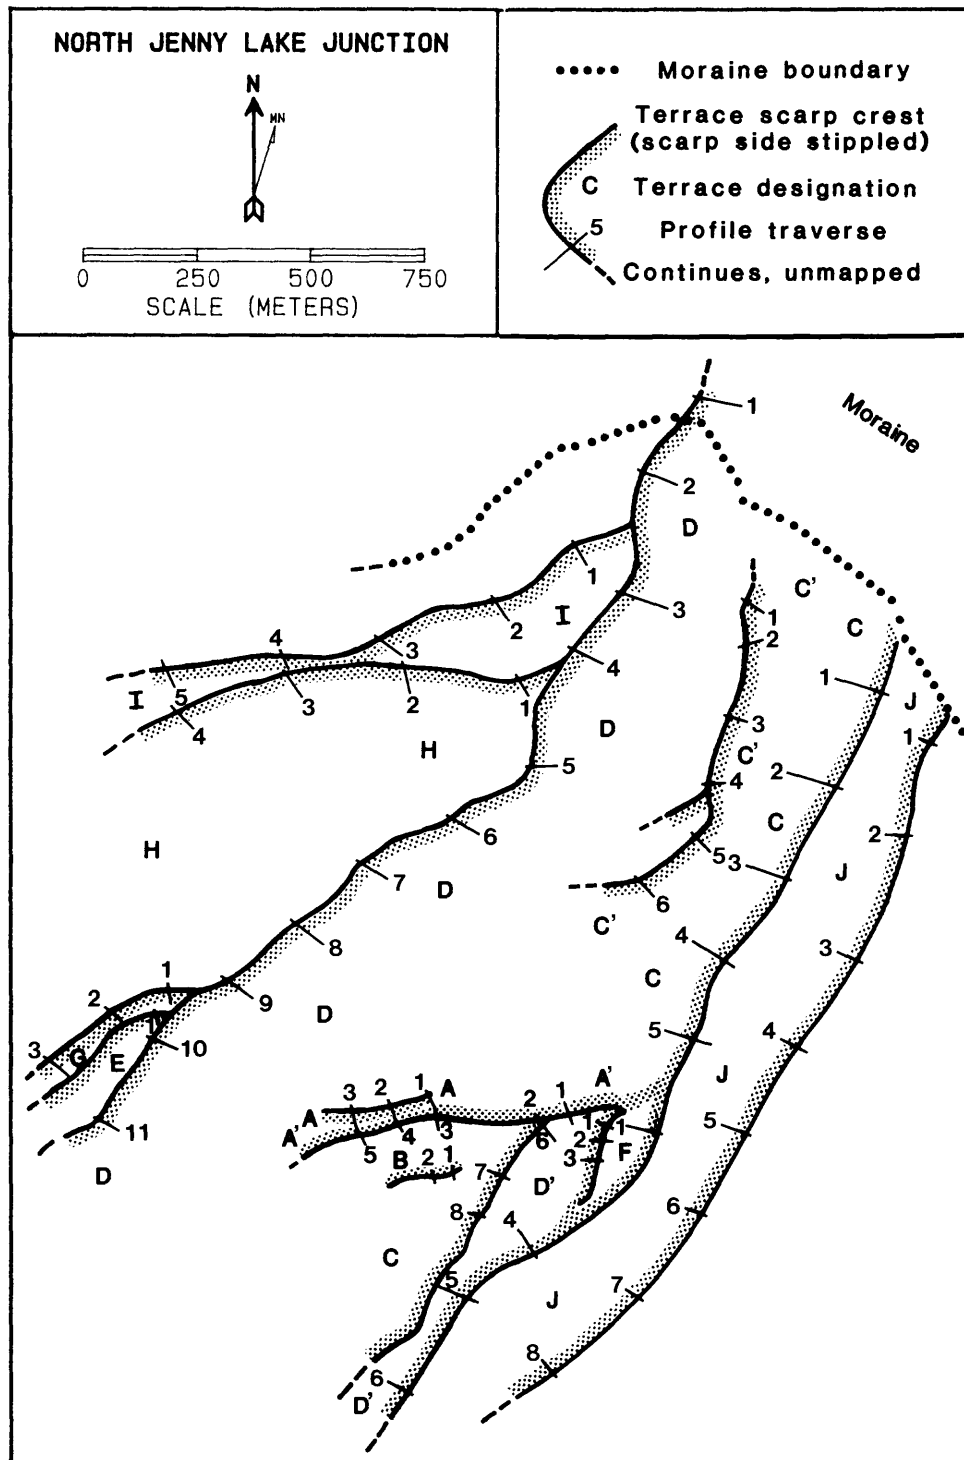 NORTH JENNY LAKE JUNCTION
N
MN
0 250 500 750
SCALE (METERS)
Moraine boundary
Terrace scarp crest
(scarp side stippled)
C Terrace designation
5 Profile traverse
Continues, unmapped
1
Moraine
2
D
1
3
C'
I
2
1
C
2
4
3
4
1
J
5
3
2
1
I
4
D
3
1
H
C'
5
2
4
C
6
2
H
5
3
J
7
D
6
C'
8
4
3
C
1
9
2
D
5
4
1
10
3
G
E
J
1
A
A'
3
2
2
1
A
1
1
5
11
A'
4
3
6
2
F
5
B
2
1
3
D
7
D'
8
4
6
C
5
J
7
6
8
D'